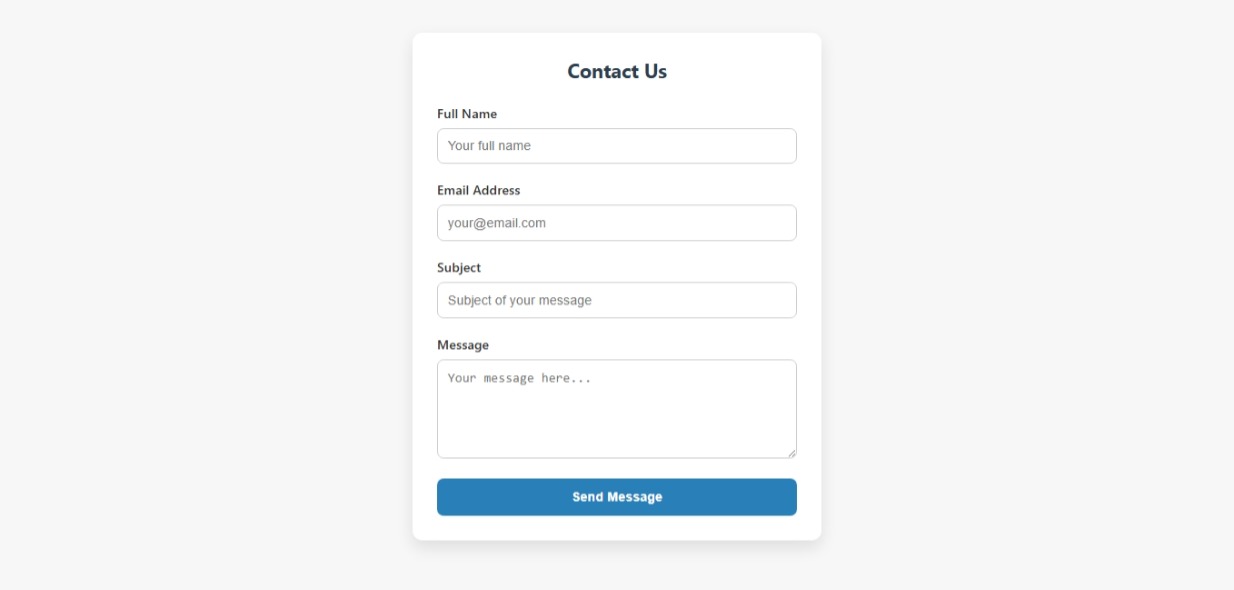 Contact Us
Full Name
Your full name
Email Address
your@email.com
Subject
Subject of your message
Message
Your message here...
Send Message